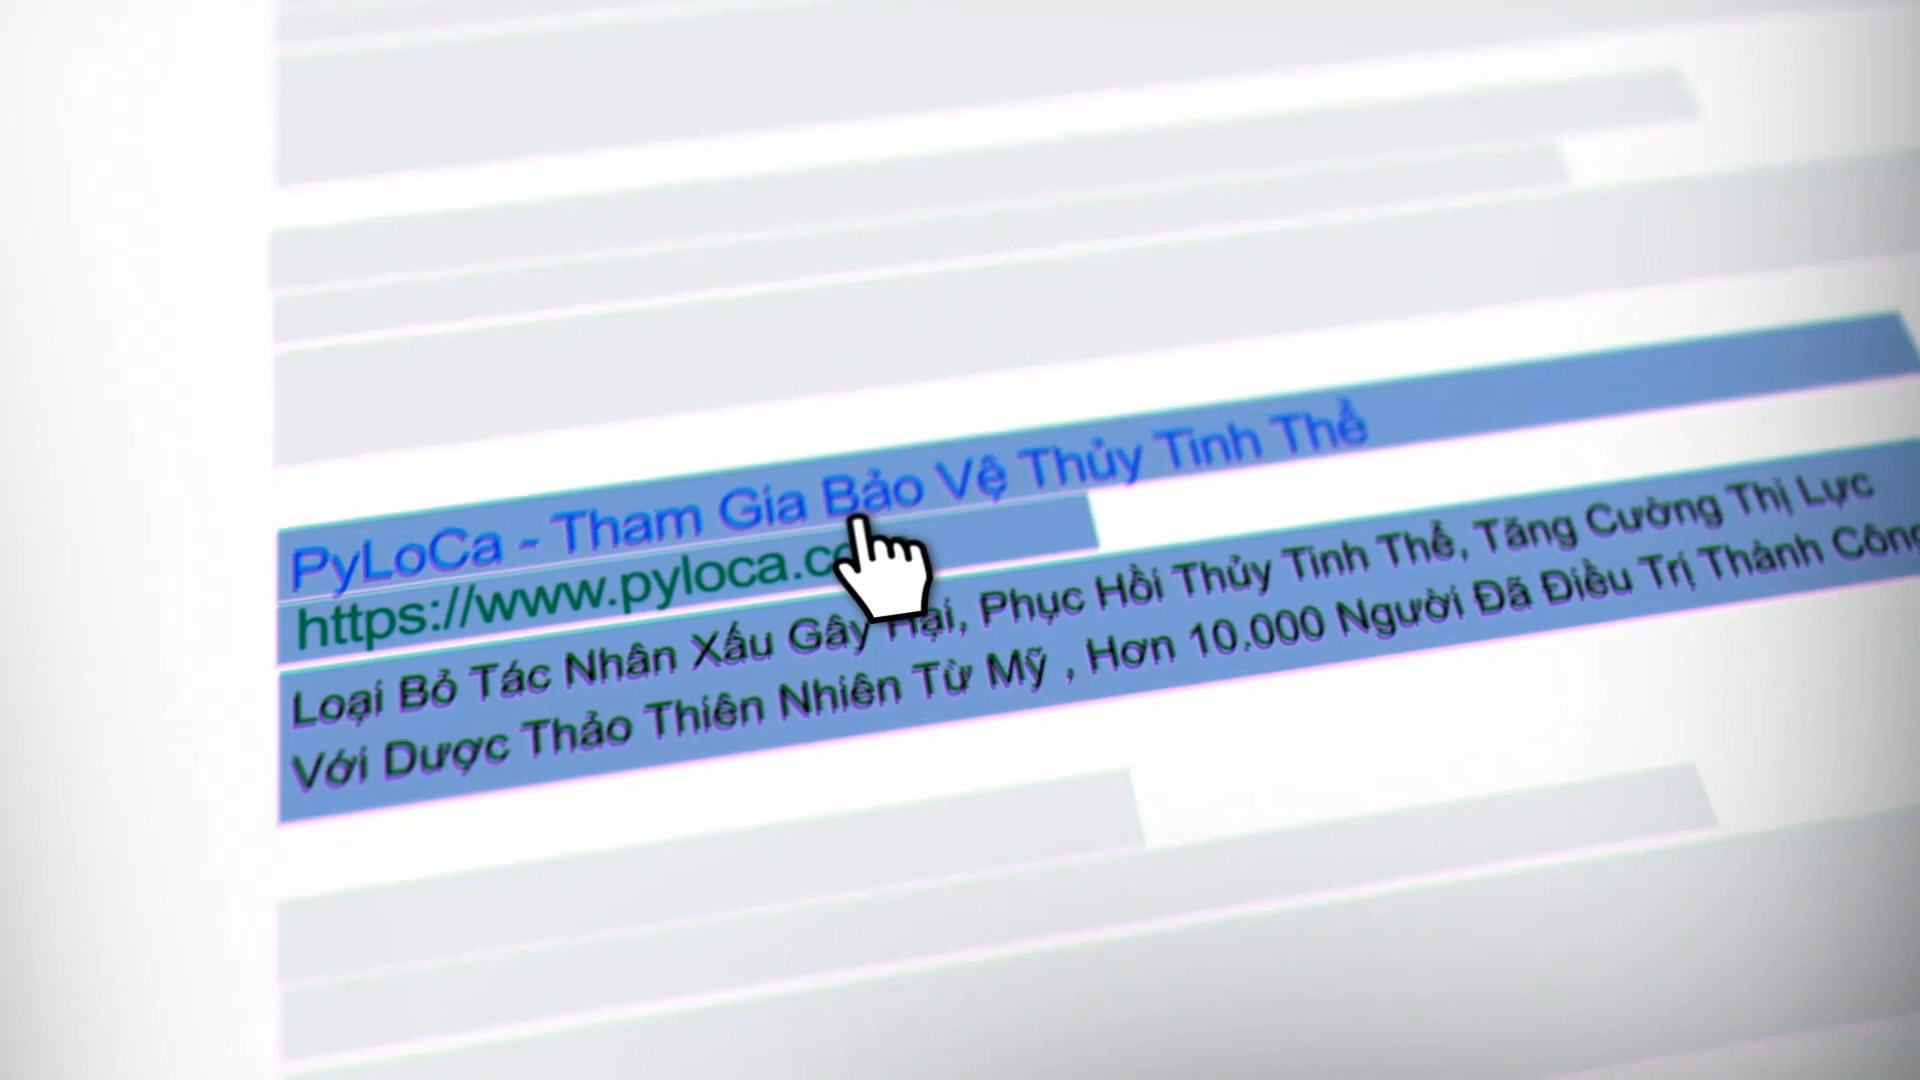 PyLoCa - Tham Gía Bảo Vệ Thủy Tinh Thể
https://www.pyloca.c
Loại Bỏ Tác Nhân Xấu Gây Hại, Phục Hồi Thủy Tinh Thể, Tăng Cường Thị Lực
Với Dược Thảo Thiên Nhiên Từ Mỹ , Hơn 10.000 Người Đã Điều Trị Thành Công